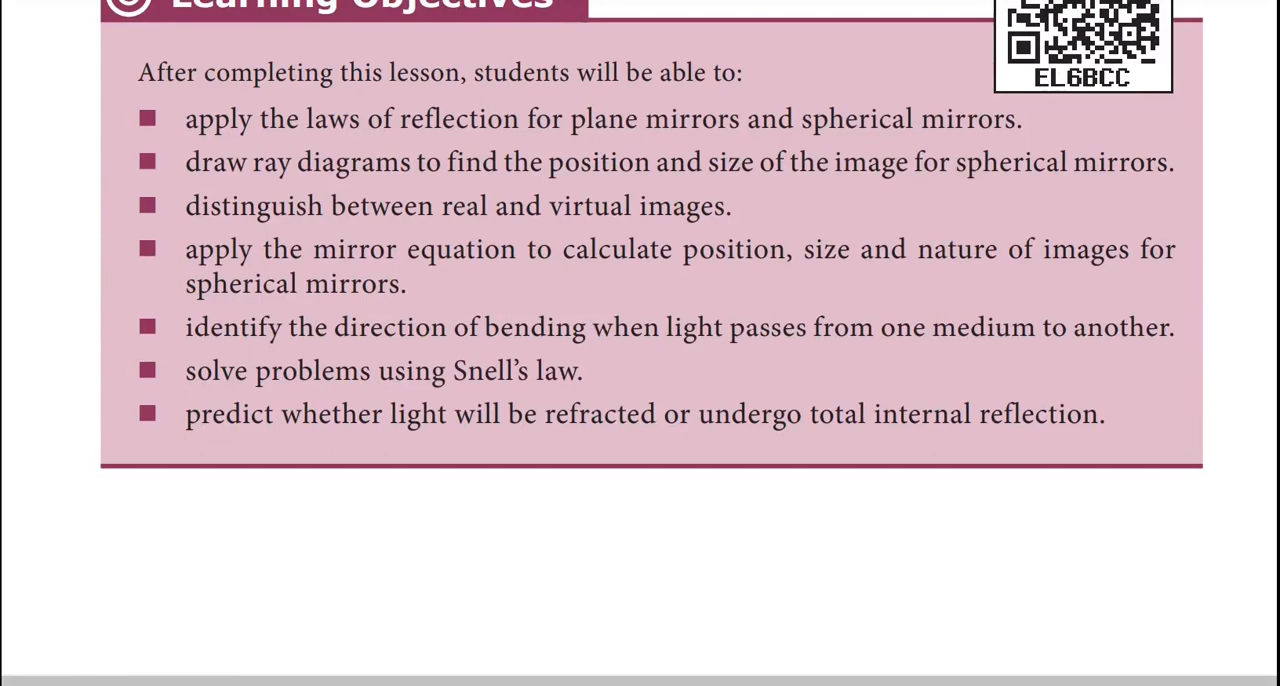 Learning Objectives
EL6BCC
After completing this lesson, students will be able to:
apply the laws of reflection for plane mirrors and spherical mirrors.
draw ray diagrams to find the position and size of the image for spherical mirrors.
distinguish between real and virtual images.
apply the mirror equation to calculate position, size and nature of images for
spherical mirrors.
identify the direction of bending when light passes from one medium to another.
solve problems using Snell’s law.
predict whether light will be refracted or undergo total internal reflection.